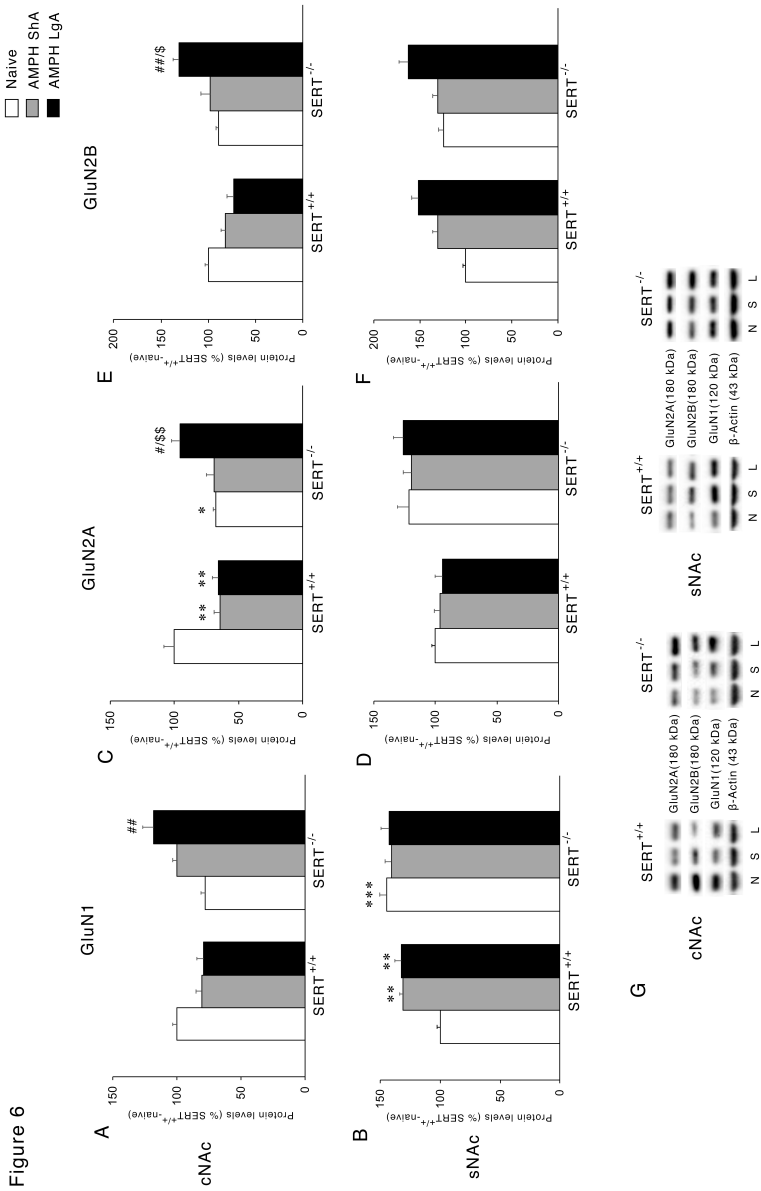 Figure 6
Naive
AMPH ShA
AMPH LgA
GluN1
GluN2A
GluN2B
cNAc
A
Protein levels (% SERT+/+-naive)
150
100
50
0
##
SERT+/+
SERT-/-
C
Protein levels (% SERT+/+-naive)
150
100
50
0
**
**
*
#/$$
SERT+/+
SERT-/-
E
Protein levels (% SERT+/+-naive)
200
150
100
50
0
##/$
SERT+/+
SERT-/-
sNAc
B
Protein levels (% SERT+/+-naive)
150
100
50
0
**
**
***
SERT+/+
SERT-/-
D
Protein levels (% SERT+/+-naive)
150
100
50
0
SERT+/+
SERT-/-
F
Protein levels (% SERT+/+-naive)
200
150
100
50
0
SERT+/+
SERT-/-
G
cNAc
SERT+/+
SERT-/-
GluN2A(180 kDa)
GluN2B(180 kDa)
GluN1(120 kDa)
β-Actin (43 kDa)
N S L
N S L
sNAc
SERT+/+
SERT-/-
GluN2A(180 kDa)
GluN2B(180 kDa)
GluN1(120 kDa)
β-Actin (43 kDa)
N S L
N S L